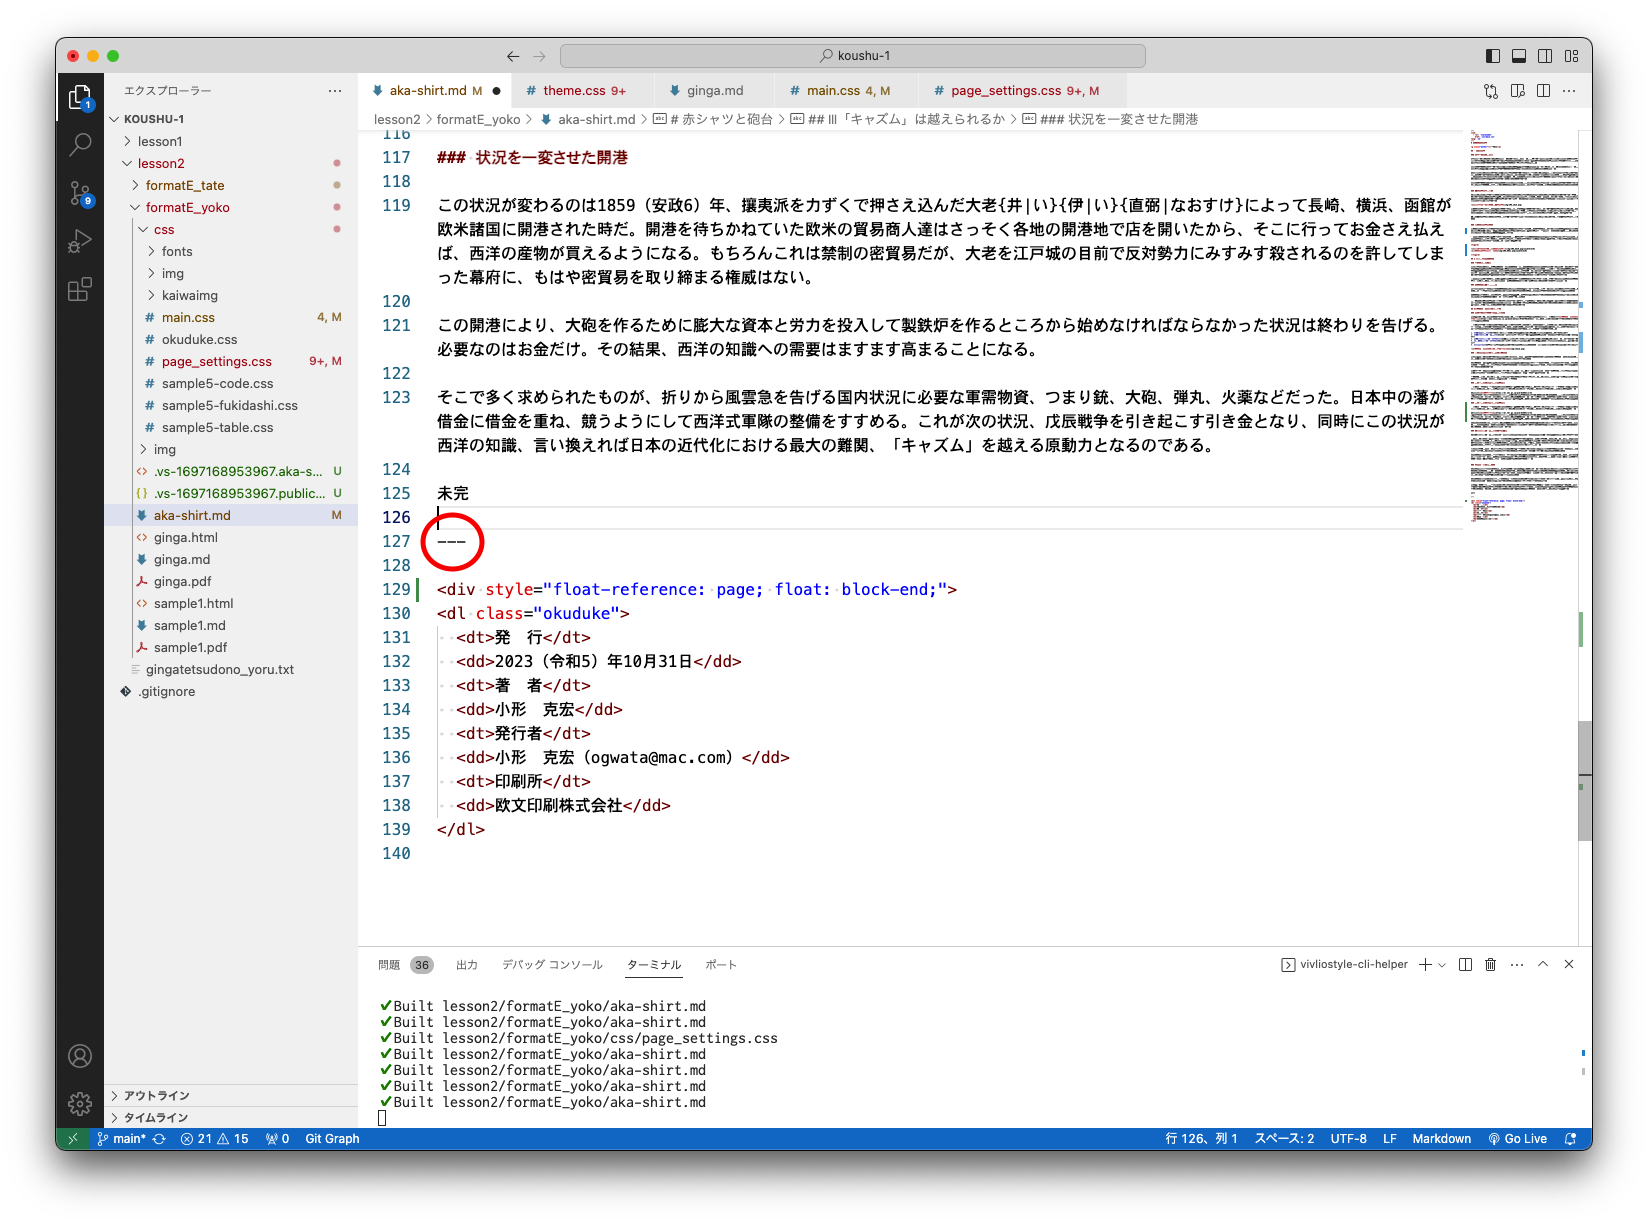 koushu-1
1
9
エクスプローラー
KOUSHU-1
lesson1
lesson2
formatE_tate
formatE_yoko
css
fonts
img
kaiwaimg
main.css 4, M
okuduke.css
page_settings.css 9+, M
sample5-code.css
sample5-fukidashi.css
sample5-table.css
img
.vs-1697168953967.aka-s... U
.vs-1697168953967.public... U
aka-shirt.md M
ginga.html
ginga.md
ginga.pdf
sample1.html
sample1.md
sample1.pdf
gingatetsudono_yoru.txt
.gitignore
アウトライン
タイムライン
aka-shirt.md M ● theme.css 9+ ginga.md main.css 4, M page_settings.css 9+, M
lesson2 > formatE_yoko > aka-shirt.md > # 赤シャツと砲台 > ## III「キャズム」は越えられるか > ### 状況を一変させた開港
116
117 ### 状況を一変させた開港
118
119 この状況が変わるのは1859（安政6）年、攘夷派を力ずくで押さえ込んだ大老{井|い}{伊|い}{直弼|なおすけ}によって長崎、横浜、函館が
欧米諸国に開港された時だ。開港を待ちかねていた欧米の貿易商人達はさっそく各地の開港地で店を開いたから、そこに行ってお金さえ払え
ば、西洋の産物が買えるようになる。もちろんこれは禁制の密貿易だが、大老を江戸城の目前で反対勢力にみすみす殺されるのを許してしま
った幕府に、もはや密貿易を取り締まる権威はない。
120
121 この開港により、大砲を作るために膨大な資本と労力を投入して製鉄炉を作るところから始めなければならなかった状況は終わりを告げる。
必要なのはお金だけ。その結果、西洋の知識への需要はますます高まることになる。
122
123 そこで多く求められたものが、折りから風雲急を告げる国内状況に必要な軍需物資、つまり銃、大砲、弾丸、火薬などだった。日本中の藩が
借金に借金を重ね、競うようにして西洋式軍隊の整備をすすめる。これが次の状況、戊辰戦争を引き起こす引き金となり、同時にこの状況が
西洋の知識、言い換えれば日本の近代化における最大の難関、「キャズム」を越える原動力となるのである。
124
125 未完
126
127 ---
128
129 <div style="float-reference: page; float: block-end;">
130 <dl class="okuduke">
131 <dt>発　行</dt>
132 <dd>2023（令和5）年10月31日</dd>
133 <dt>著　者</dt>
134 <dd>小形　克宏</dd>
135 <dt>発行者</dt>
136 <dd>小形　克宏（ogwata@mac.com）</dd>
137 <dt>印刷所</dt>
138 <dd>欧文印刷株式会社</dd>
139 </dl>
140
問題 36 出力 デバッグ コンソール ターミナル ポート vivliostyle-cli-helper
✔Built lesson2/formatE_yoko/aka-shirt.md
✔Built lesson2/formatE_yoko/aka-shirt.md
✔Built lesson2/formatE_yoko/css/page_settings.css
✔Built lesson2/formatE_yoko/aka-shirt.md
✔Built lesson2/formatE_yoko/aka-shirt.md
✔Built lesson2/formatE_yoko/aka-shirt.md
✔Built lesson2/formatE_yoko/aka-shirt.md
main* 21 15 0 Git Graph 行 126、列 1 スペース: 2 UTF-8 LF Markdown Go Live